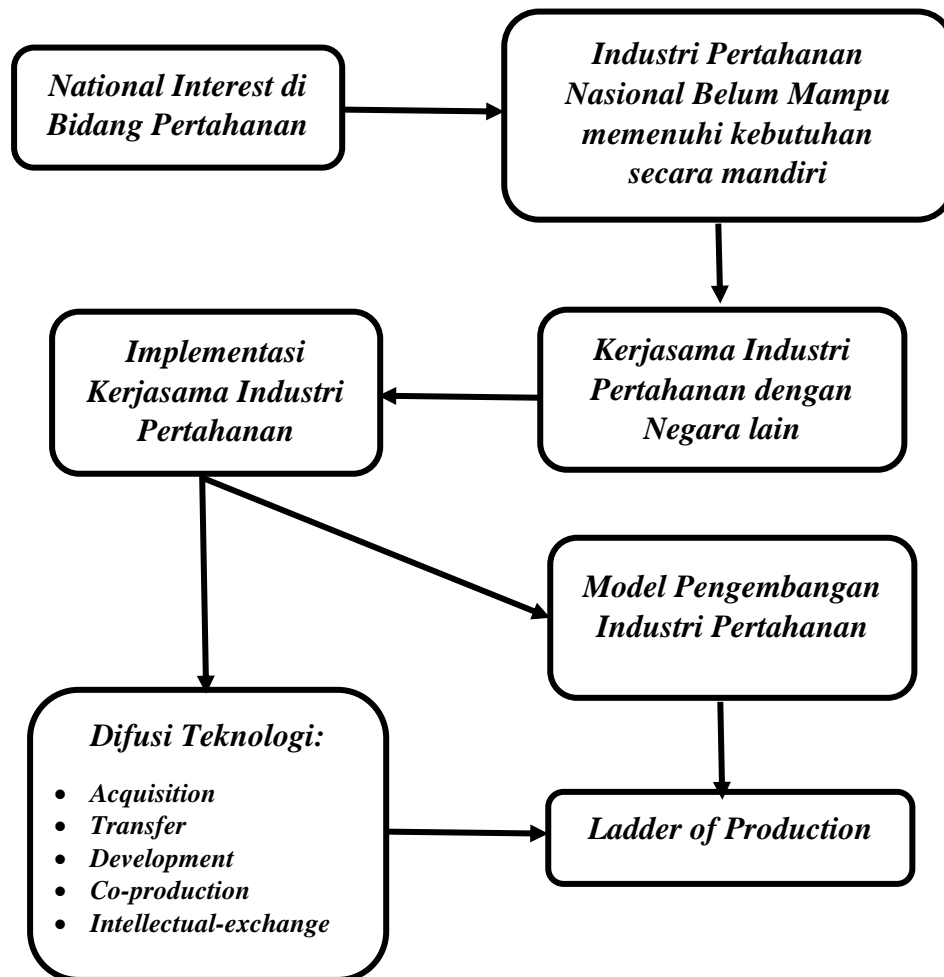 National Interest di
Bidang Pertahanan
Industri Pertahanan
Nasional Belum Mampu
memenuhi kebutuhan
secara mandiri
Kerjasama Industri
Pertahanan dengan
Negara lain
Implementasi
Kerjasama Industri
Pertahanan
Model Pengembangan
Industri Pertahanan
Difusi Teknologi:
• Acquisition
• Transfer
• Development
• Co-production
• Intellectual-exchange
Ladder of Production